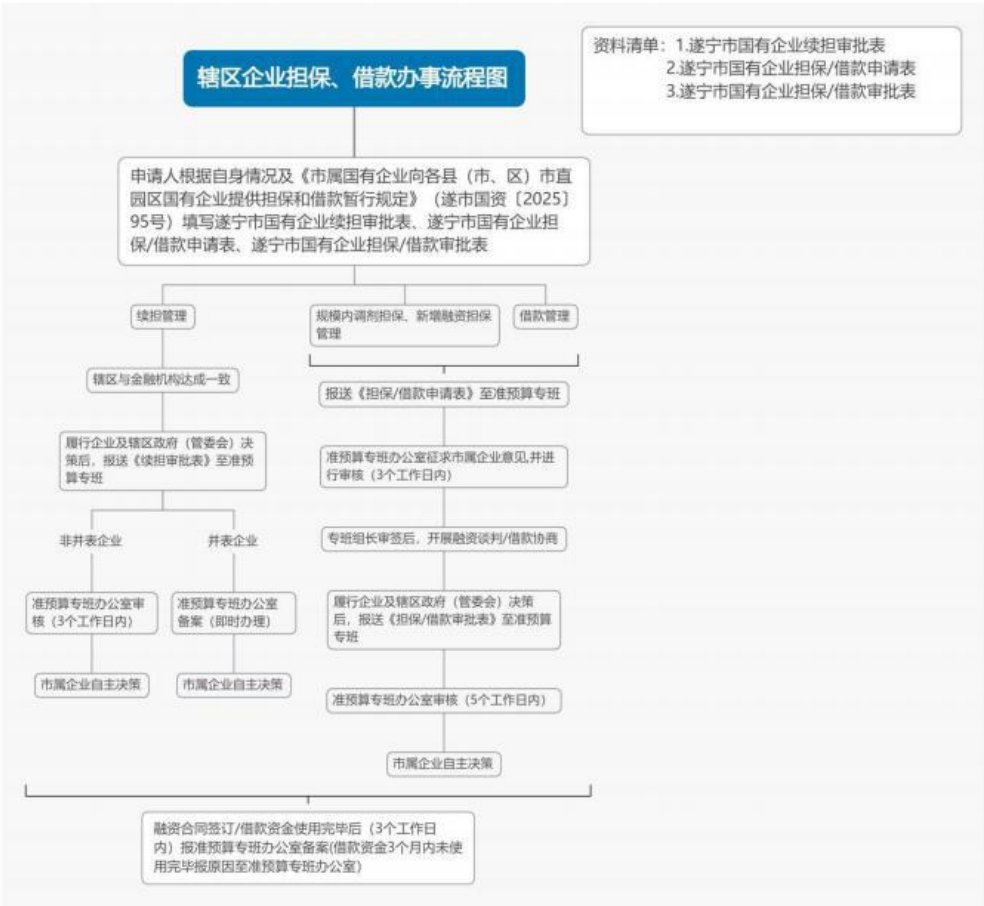 辖区企业担保、借款办事流程图
资料清单：1.遂宁市国有企业续担审批表
2.遂宁市国有企业担保/借款申请表
3.遂宁市国有企业担保/借款审批表
申请人根据自身情况及《市属国有企业向各县（市、区）市直
园区国有企业提供担保和借款暂行规定》（遂市国资〔2025〕
95号）填写遂宁市国有企业续担审批表、遂宁市国有企业担
保/借款申请表、遂宁市国有企业担保/借款审批表
续担管理
辖区与金融机构达成一致
履行企业及辖区政府（管委会）决
策后，报送《续担审批表》至准预
算专班
非并表企业
准预算专班办公室审
核（3个工作日内）
市属企业自主决策
并表企业
准预算专班办公室
备案（即时办理）
市属企业自主决策
规模内调剂担保、新增融资担保
管理
借款管理
报送《担保/借款申请表》至准预算专班
准预算专班办公室征求市属企业意见,并进
行审核（3个工作日内）
专班组长审签后，开展融资谈判/借款协商
履行企业及辖区政府（管委会）决策
后，报送《担保/借款审批表》至准预算
专班
准预算专班办公室审核（5个工作日内）
市属企业自主决策
融资合同签订/借款资金使用完毕后（3个工作日
内）报准预算专班办公室备案(借款资金3个月内未使
用完毕报原因至准预算专班办公室）